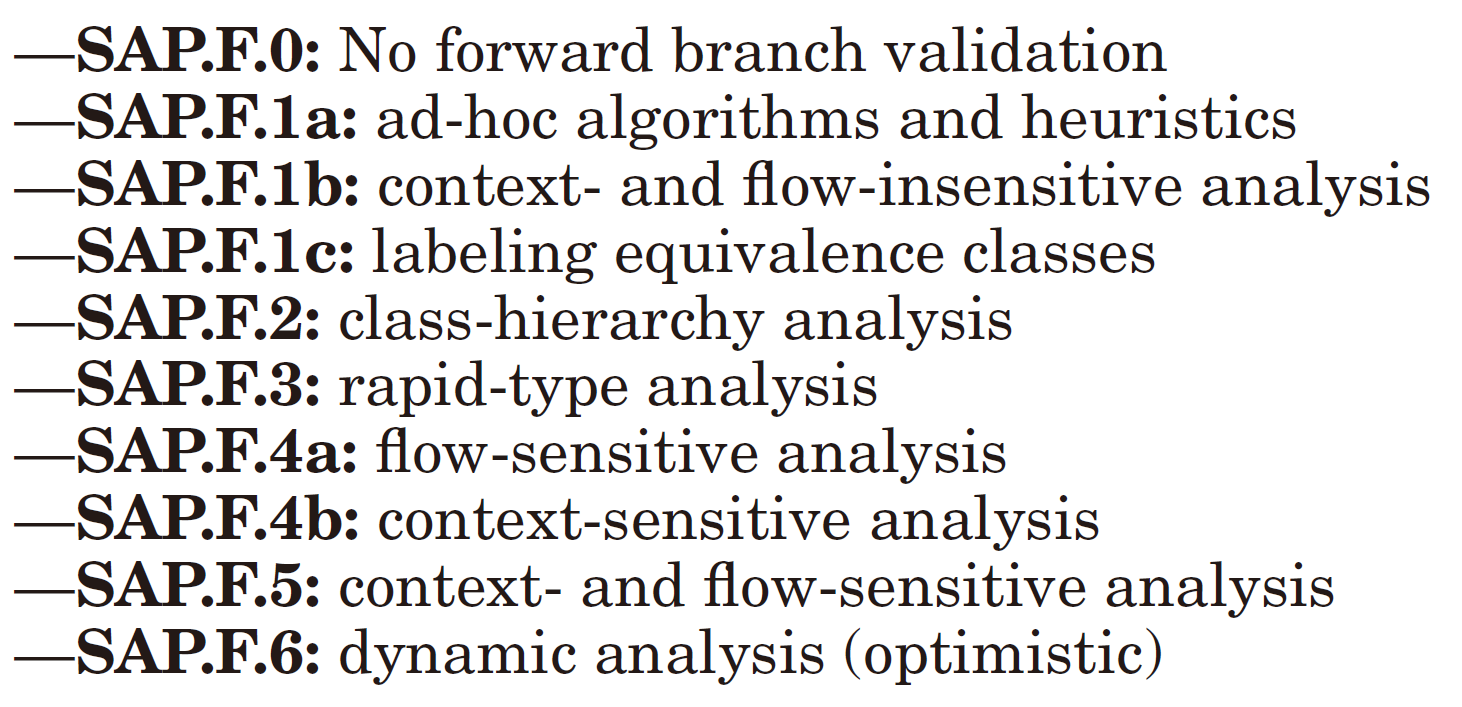 —SAP.F.0: No forward branch validation
—SAP.F.1a: ad-hoc algorithms and heuristics
—SAP.F.1b: context- and flow-insensitive analysis
—SAP.F.1c: labeling equivalence classes
—SAP.F.2: class-hierarchy analysis
—SAP.F.3: rapid-type analysis
—SAP.F.4a: flow-sensitive analysis
—SAP.F.4b: context-sensitive analysis
—SAP.F.5: context- and flow-sensitive analysis
—SAP.F.6: dynamic analysis (optimistic)